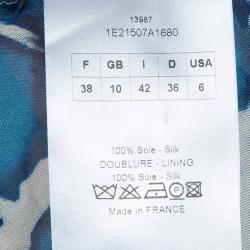 13987
1E21507A1680
F GB I D USA
38 10 42 36 6
100% Soie - Silk
DOUBLURE - LINING
100% Soie - Silk
Made in FRANCE